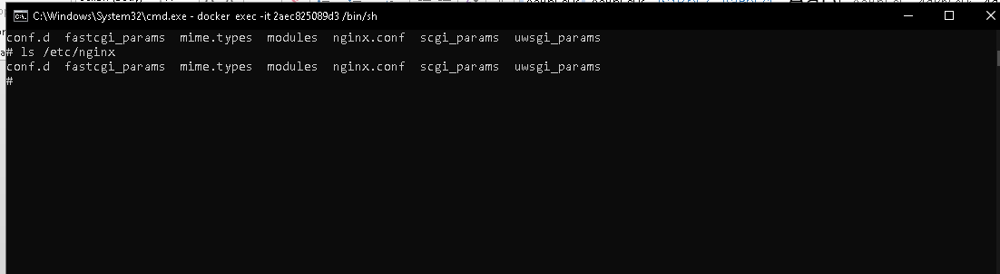 C:\Windows\System32\cmd.exe - docker exec -it 2aec825089d3 /bin/sh
conf.d fastcgi_params mime.types modules nginx.conf scgi_params uwsgi_params
# ls /etc/nginx
conf.d fastcgi_params mime.types modules nginx.conf scgi_params uwsgi_params
#